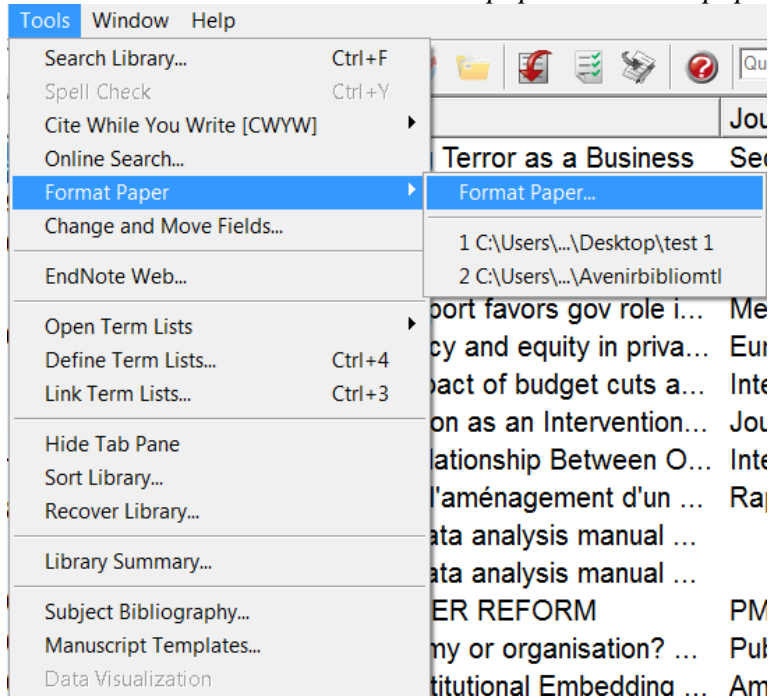 Tools Window Help
Search Library... Ctrl+F
Spell Check Ctrl+Y
Qu
Cite While You Write [CWYW]
Jou
Online Search...
Terror as a Business Sec
Format Paper
Format Paper...
Change and Move Fields...
1 C:\Users\...\Desktop\test 1
EndNote Web...
2 C:\Users\...\Avenirbibliomtl
port favors gov role i... Me
Open Term Lists
cy and equity in priva... Eur
Define Term Lists... Ctrl+4
act of budget cuts a... Inte
Link Term Lists... Ctrl+3
on as an Intervention... Jou
Hide Tab Pane
lationship Between O... Inte
Sort Library...
l'aménagement d'un ... Rap
Recover Library...
ata analysis manual ...
Library Summary...
ata analysis manual ...
Subject Bibliography...
ER REFORM PM
Manuscript Templates...
my or organisation? ... Pub
Data Visualization
titutional Embedding ... Am